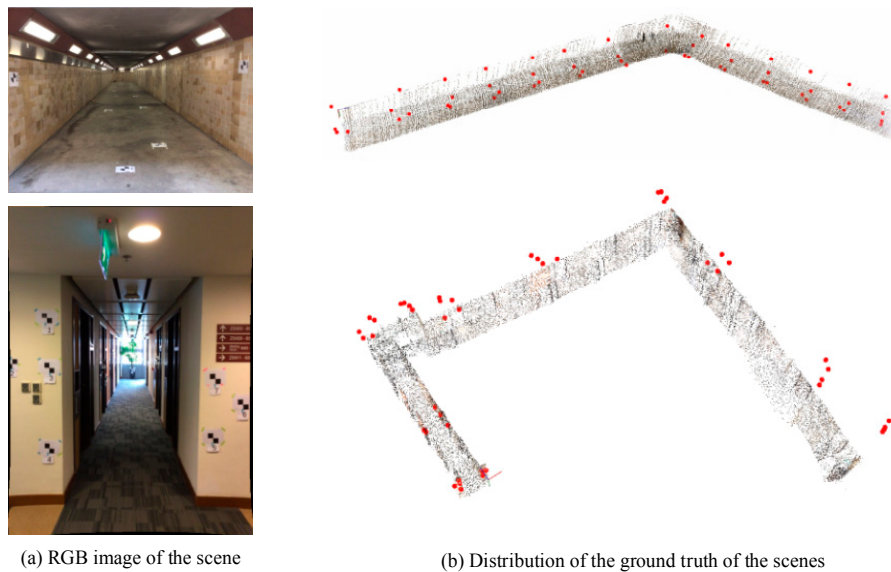 (a) RGB image of the scene
(b) Distribution of the ground truth of the scenes